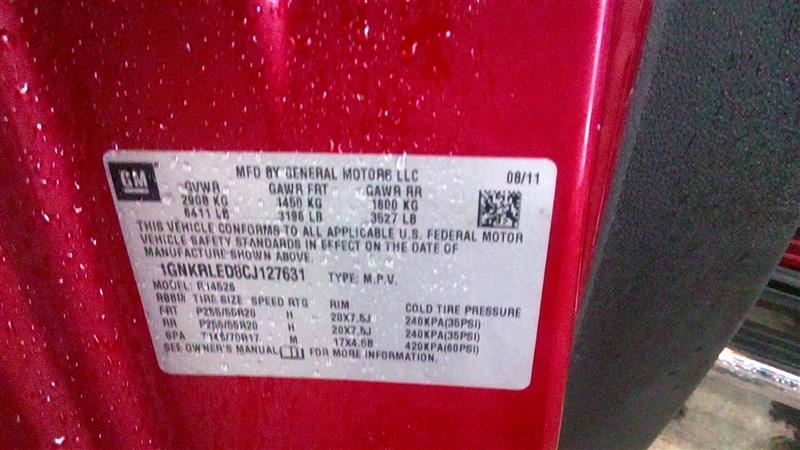 GM
MFD BY GENERAL MOTORS LLC 08/11
GVWR GAWR FRT GAWR RR
2908 KG 1450 KG 1600 KG
6411 LB 3196 LB 3527 LB
THIS VEHICLE CONFORMS TO ALL APPLICABLE U.S. FEDERAL MOTOR
VEHICLE SAFETY STANDARDS IN EFFECT ON THE DATE OF
MANUFACTURE SHOWN ABOVE.
1GNKRLED8CJ127631 TYPE: M.P.V.
MODEL: R14526
TIRE SIZE SPEED RTG RIM COLD TIRE PRESSURE
FRT P255/55R20 H 20X7.5J 240KPA(35PSI)
RR P255/55R20 H 20X7.5J 240KPA(35PSI)
SPA T145/70R17 M 17X4.5B 420KPA(60PSI)
SEE OWNER'S MANUAL FOR MORE INFORMATION.